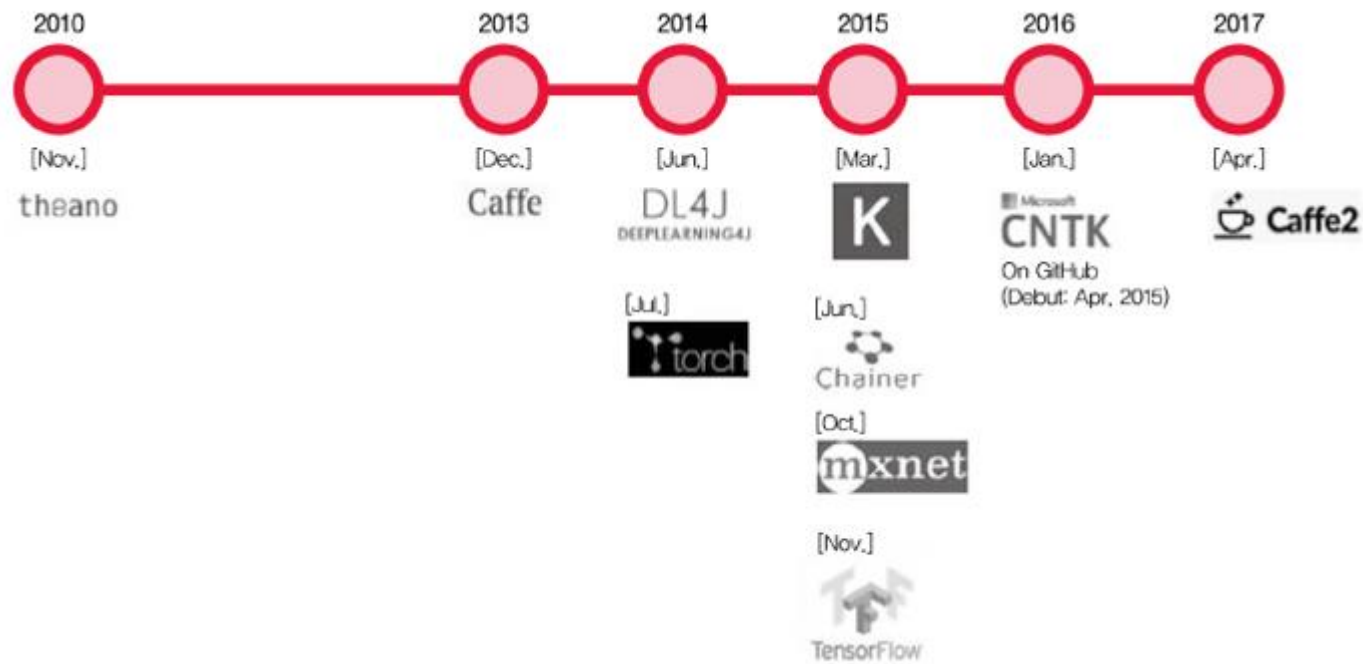 2010
2013
2014
2015
2016
2017
[Nov.]
[Dec.]
[Jun.]
[Mar.]
[Jan.]
[Apr.]
theano
Caffe
DL4J
DEEPLEARNING4J
K
Microsoft
CNTK
On GitHub
(Debut: Apr, 2015)
Caffe2
[Jul.]
torch
[Jun.]
Chainer
[Oct.]
mxnet
[Nov.]
TensorFlow